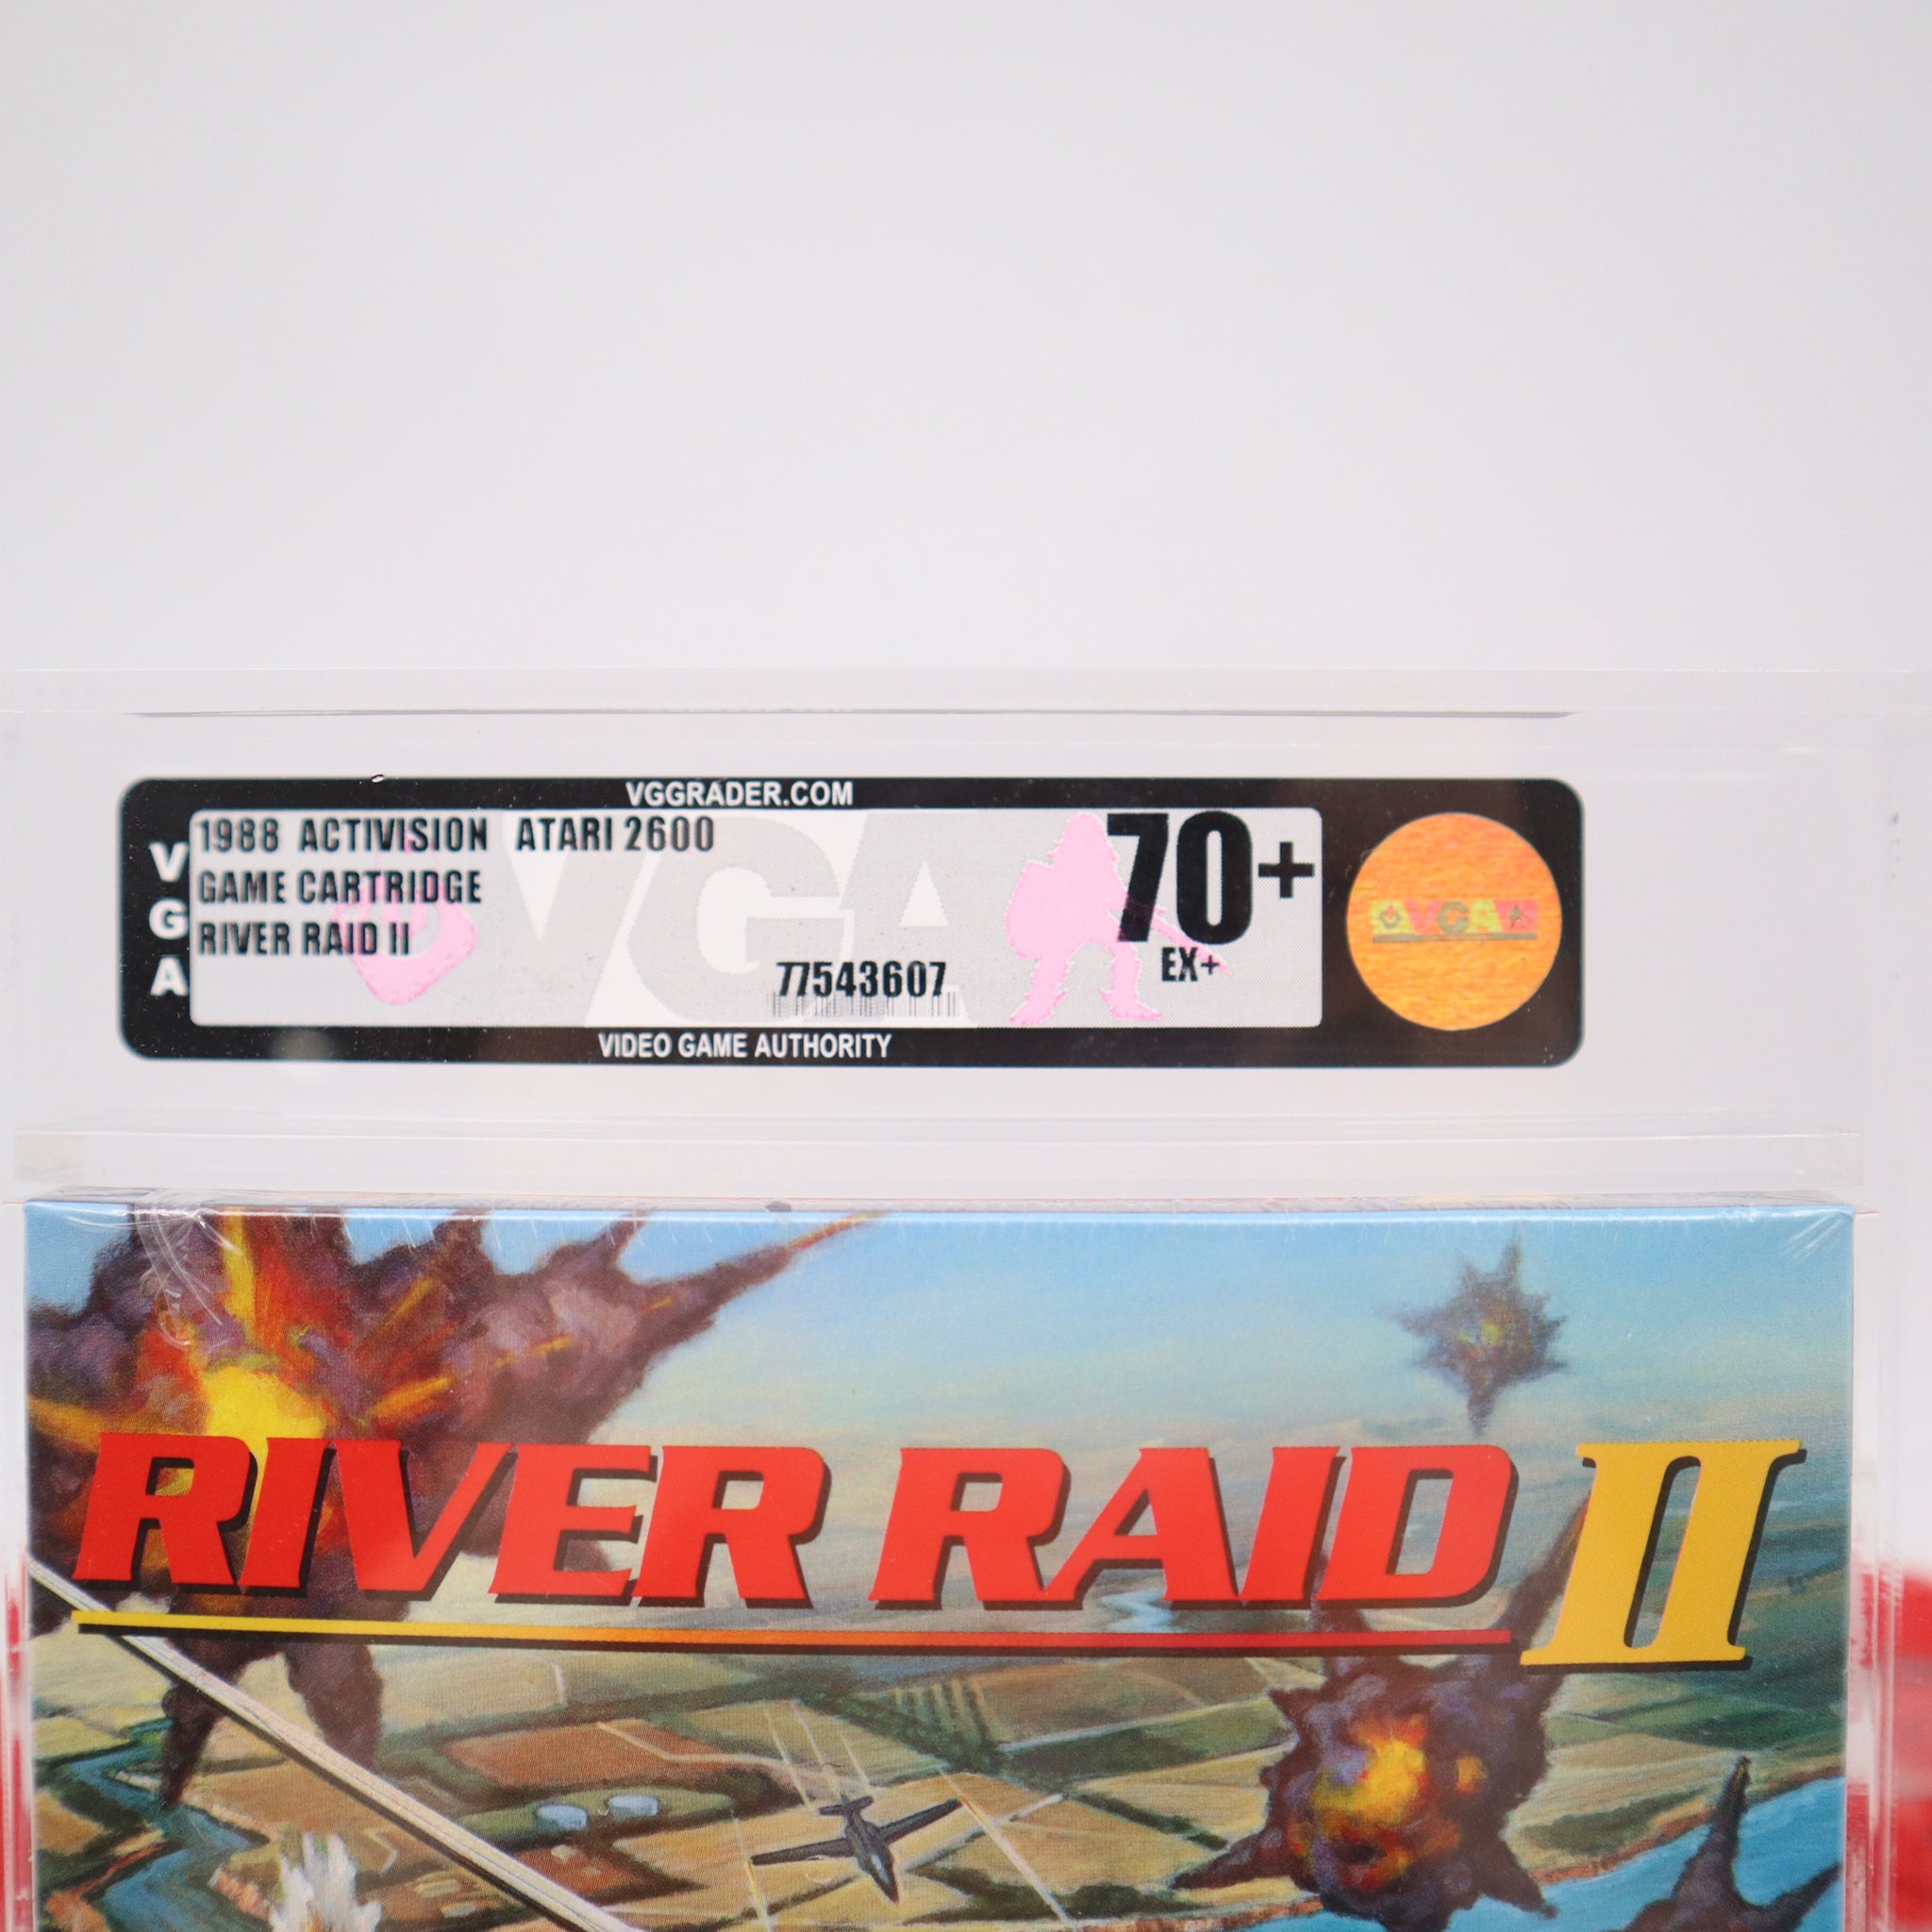 VGGRADER.COM
VGA
1988 ACTIVISION ATARI 2600
GAME CARTRIDGE
RIVER RAID II
70+
EX+
77543607
VGA
VGA
VIDEO GAME AUTHORITY
RIVER RAID II